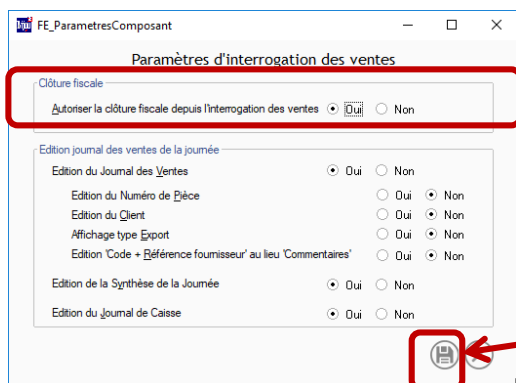 FE_ParametresComposant
Paramètres d'interrogation des ventes
Clôture fiscale
Autoriser la clôture fiscale depuis l'interrogation des ventes Oui Non
Edition journal des ventes de la journée
Edition du Journal des Ventes Oui Non
Edition du Numéro de Pièce Oui Non
Edition du Client Oui Non
Affichage type Export Oui Non
Edition 'Code + Référence fournisseur' au lieu 'Commentaires' Oui Non
Edition de la Synthèse de la Journée Oui Non
Edition du Journal de Caisse Oui Non